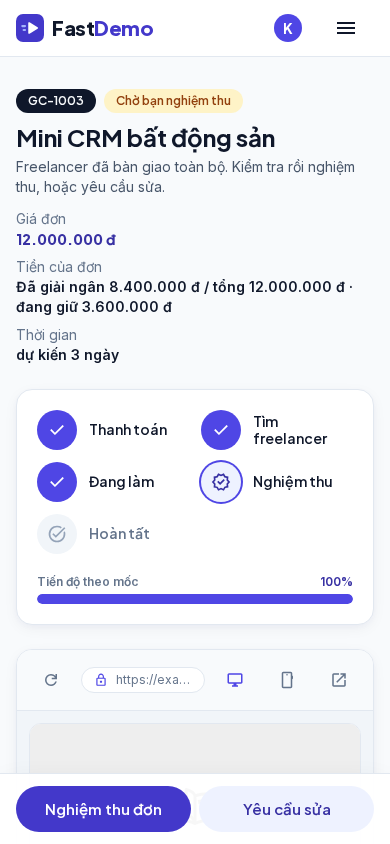 FastDemo
K
GC-1003
Chờ bạn nghiệm thu
Mini CRM bất động sản
Freelancer đã bàn giao toàn bộ. Kiểm tra rồi nghiệm
thu, hoặc yêu cầu sửa.
Giá đơn
12.000.000 đ
Tiền của đơn
Đã giải ngân 8.400.000 đ / tổng 12.000.000 đ ·
đang giữ 3.600.000 đ
Thời gian
dự kiến 3 ngày
Thanh toán
Tìm
freelancer
Đang làm
Nghiệm thu
Hoàn tất
Tiến độ theo mốc
100%
https://exa…
Nghiệm thu đơn
Yêu cầu sửa